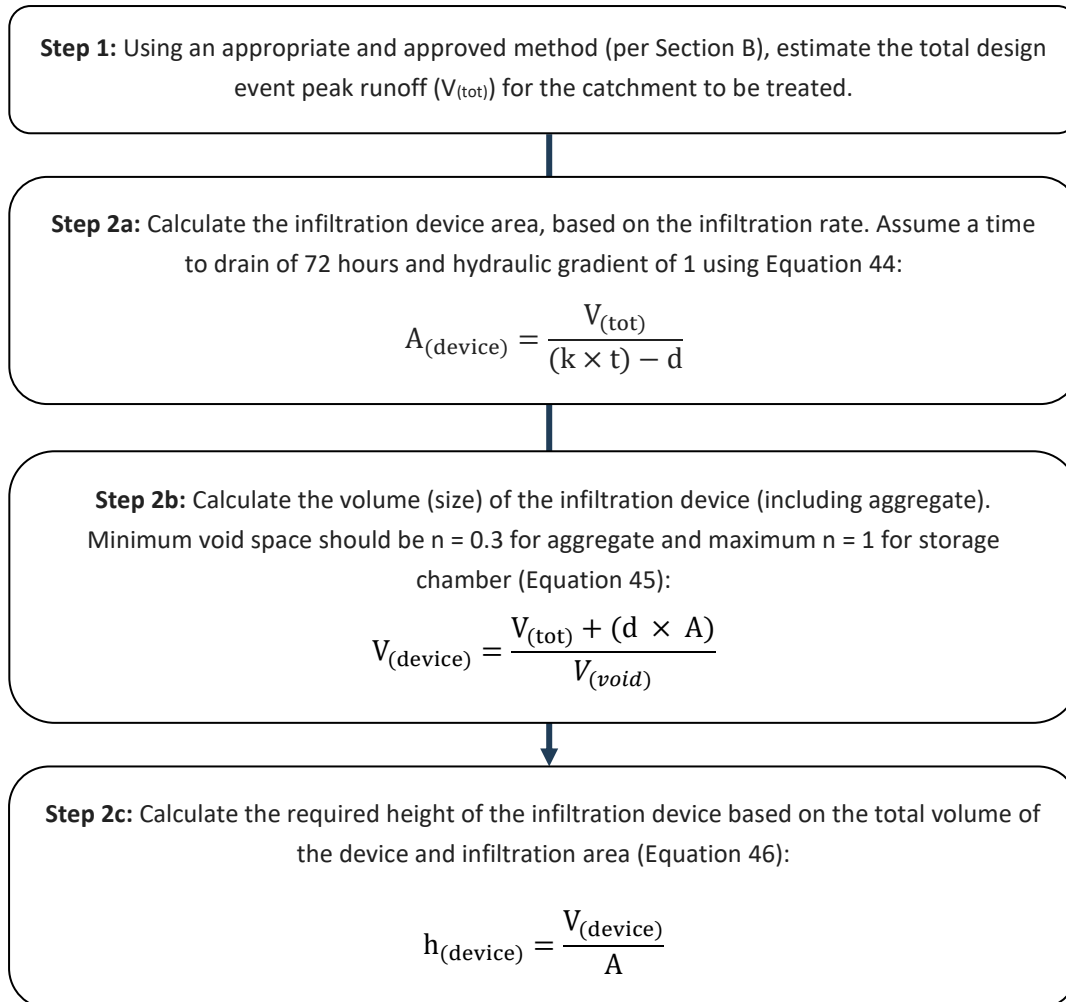 Step 1: Using an appropriate and approved method (per Section B), estimate the total design
event peak runoff (V(tot)) for the catchment to be treated.
Step 2a: Calculate the infiltration device area, based on the infiltration rate. Assume a time
to drain of 72 hours and hydraulic gradient of 1 using Equation 44:
A(device) = V(tot) / (k × t) − d
Step 2b: Calculate the volume (size) of the infiltration device (including aggregate).
Minimum void space should be n = 0.3 for aggregate and maximum n = 1 for storage
chamber (Equation 45):
V(device) = V(tot) + (d × A) / V(void)
Step 2c: Calculate the required height of the infiltration device based on the total volume of
the device and infiltration area (Equation 46):
h(device) = V(device) / A